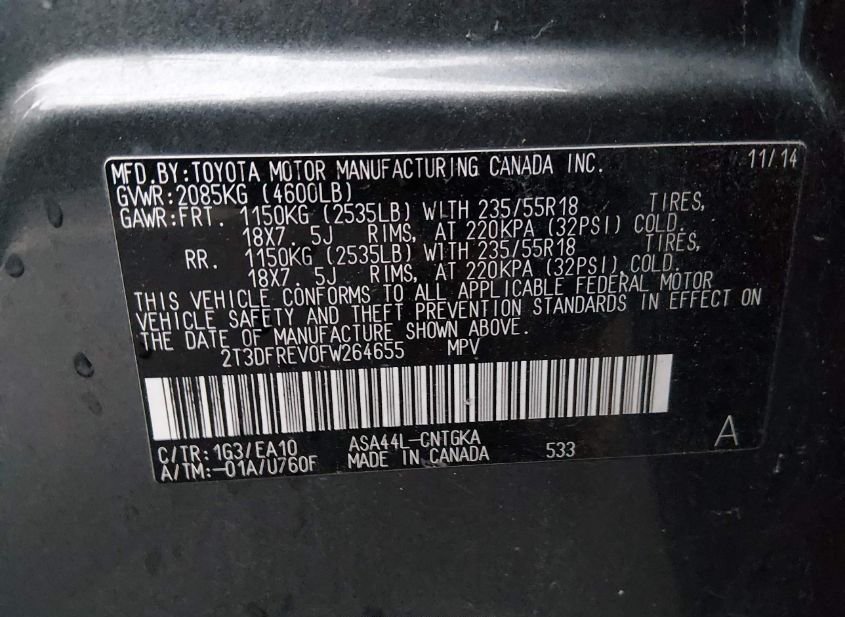 MFD.BY:TOYOTA MOTOR MANUFACTURING CANADA INC. 11/14
GVWR:2085KG (4600LB)
GAWR:FRT. 1150KG (2535LB) WITH 235/55R18 TIRES,
18X7. 5J RIMS, AT 220KPA (32PSI) COLD.
RR. 1150KG (2535LB) WITH 235/55R18 TIRES,
18X7. 5J RIMS, AT 220KPA (32PSI), COLD.
THIS VEHICLE CONFORMS TO ALL APPLICABLE FEDERAL MOTOR
VEHICLE SAFETY AND THEFT PREVENTION STANDARDS IN EFFECT ON
THE DATE OF MANUFACTURE SHOWN ABOVE.
2T3DFREV0FW264655 MPV
C/TR: 1G3/EA10 ASA44L-CNTGKA
A/TM:-01A/U760F MADE IN CANADA 533 A